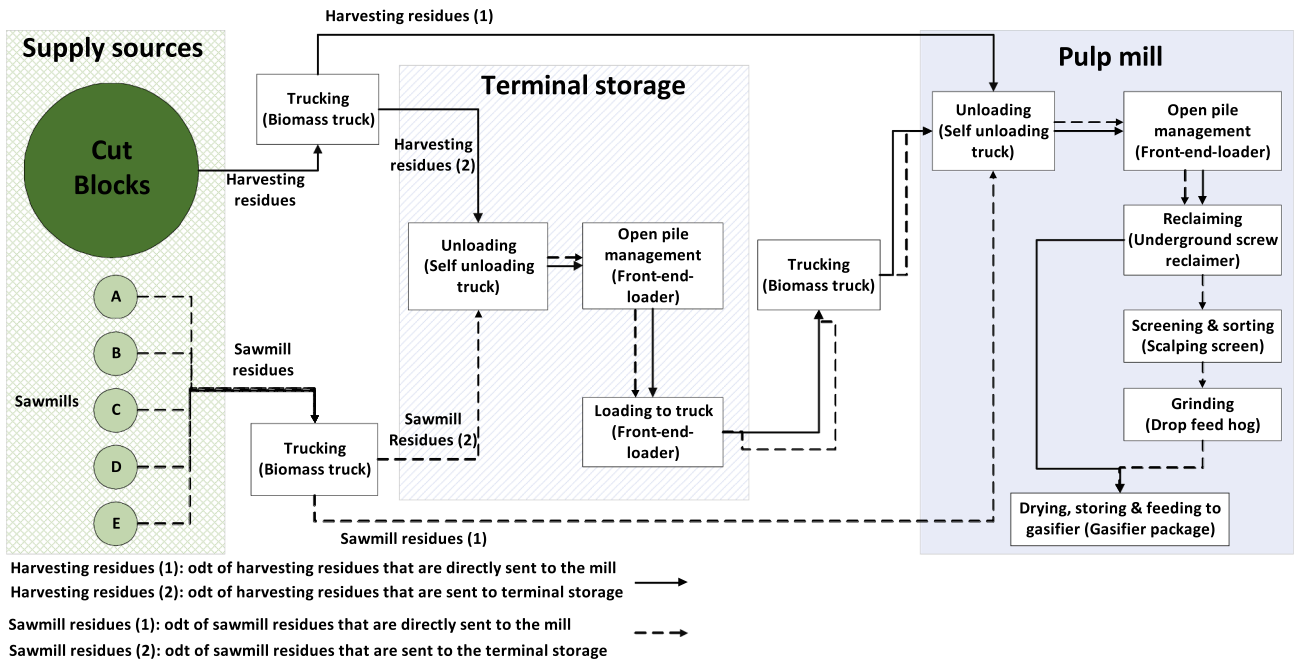 Harvesting residues (1)
Supply sources
Terminal storage
Pulp mill
Trucking
(Biomass truck)
Cut
Blocks
Harvesting
residues
Harvesting
residues (2)
Unloading
(Self unloading
truck)
Open pile
management
(Front-end-loader)
Unloading
(Self unloading
truck)
Open pile
management
(Front-end-
loader)
Trucking
(Biomass truck)
Reclaiming
(Underground screw
reclaimer)
A
B
C
D
E
Sawmills
Sawmill
residues
Trucking
(Biomass truck)
Sawmill
Residues (2)
Loading to truck
(Front-end-
loader)
Screening & sorting
(Scalping screen)
Grinding
(Drop feed hog)
Drying, storing & feeding to
gasifier (Gasifier package)
Sawmill residues (1)
Harvesting residues (1): odt of harvesting residues that are directly sent to the mill
Harvesting residues (2): odt of harvesting residues that are sent to terminal storage
Sawmill residues (1): odt of sawmill residues that are directly sent to the mill
Sawmill residues (2): odt of sawmill residues that are sent to the terminal storage